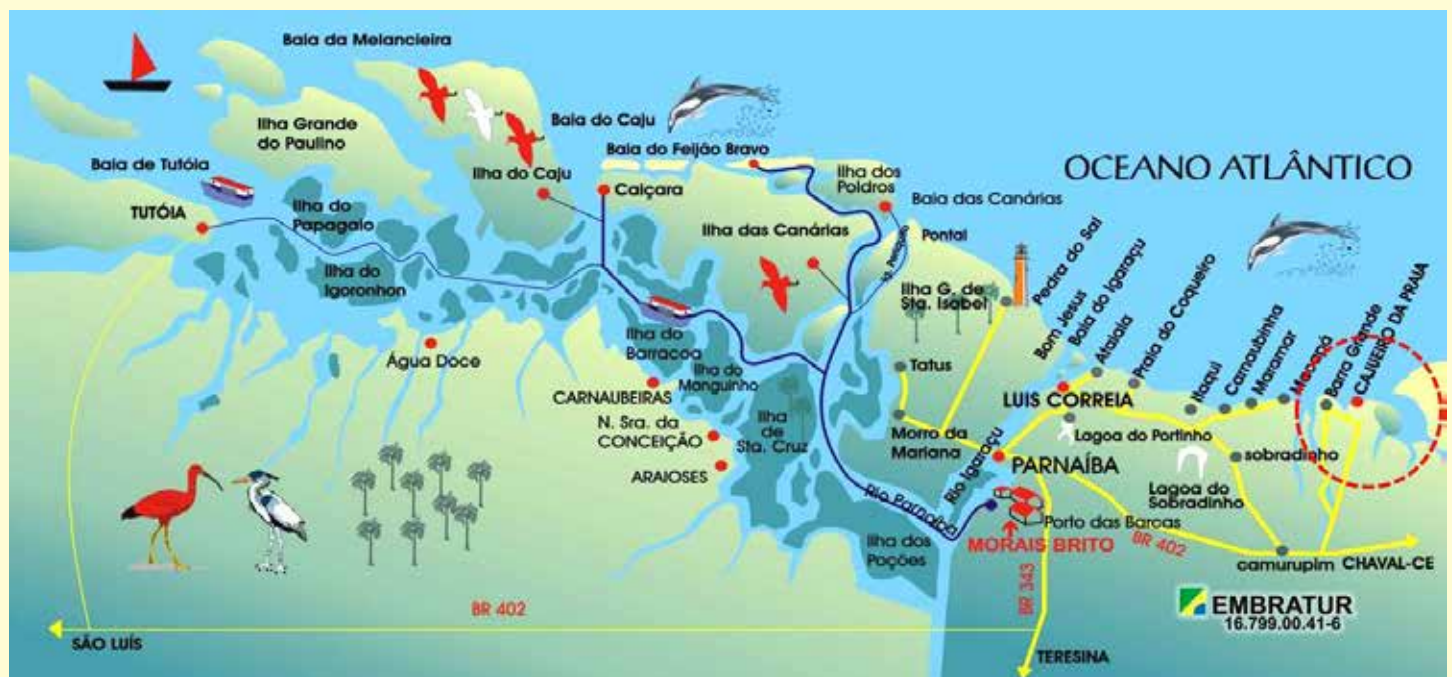 Baia da Melancieira
Ilha Grande
do Paulino
Baia do Caju
Baia de Tutóia
Ilha do Caju
Baia do Feijão Bravo
Caiçara
Ilha dos
Poldros
OCEANO ATLÂNTICO
Baia das Canárias
TUTÓIA
Ilha do
Papagaio
Ilha das Canárias
Pontal
Ilha do
Igoronhon
Ilha G. de
Sta. Isabel
Pedra do Sal
Bom Jesus
Baia do Igaraçu
Atalaia
Praia do Coqueiro
Itaqui
Carnaubinha
Maramar
Macapá
Barra Grande
CAJUEIRO DA PRAIA
Água Doce
Ilha do
Barracoa
Ilha do
Manguinho
Tatus
CARNAUBEIRAS
LUIS CORREIA
N. Sra. da
CONCEIÇÃO
Ilha
de
Sta. Cruz
Morro da
Mariana
Lagoa do Portinho
ARAIOSES
Rio Igaraçu
PARNAÍBA
sobradinho
Lagoa do
Sobradinho
Rio Parnaíba
Porto das Barcas
MORAIS BRITO
BR 402
Ilha dos
Poções
camurupim
CHAVAL-CE
BR 343
EMBRATUR
16.799.00.41-6
BR 402
SÃO LUÍS
TERESINA